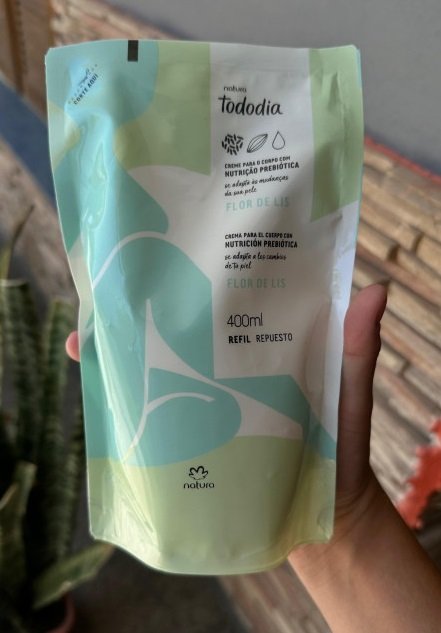 CORTE AQUI
natura
tododia
CREME PARA O CORPO COM
NUTRIÇÃO PREBIÓTICA
se adapta às mudanças
da sua pele
FLOR DE LIS
CREMA PARA EL CUERPO CON
NUTRICIÓN PREBIÓTICA
se adapta a los cambios
de tu piel
FLOR DE LIS
400ml
REFIL REPUESTO
natura